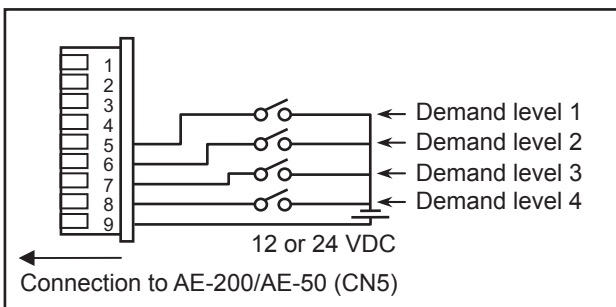 1
2
3
4
5
6
7
8
9
Demand level 1
Demand level 2
Demand level 3
Demand level 4
12 or 24 VDC
Connection to AE-200/AE-50 (CN5)